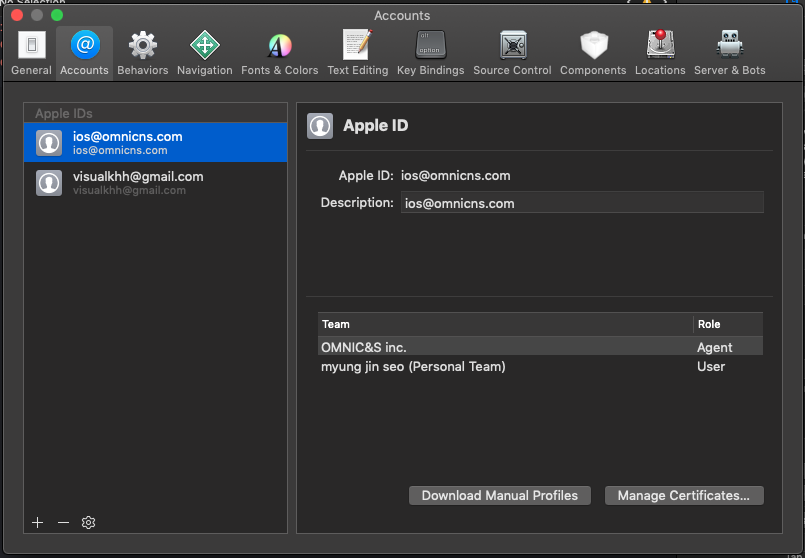 No Selection
Accounts
General
Accounts
Behaviors
Navigation
Fonts & Colors
Text Editing
Key Bindings
Source Control
Components
Locations
Server & Bots
Apple IDs
ios@omnicns.com
ios@omnicns.com
visualkhh@gmail.com
visualkhh@gmail.com
Apple ID
Apple ID: ios@omnicns.com
Description: ios@omnicns.com
Team Role
OMNIC&S inc. Agent
myung jin seo (Personal Team) User
Download Manual Profiles
Manage Certificates...